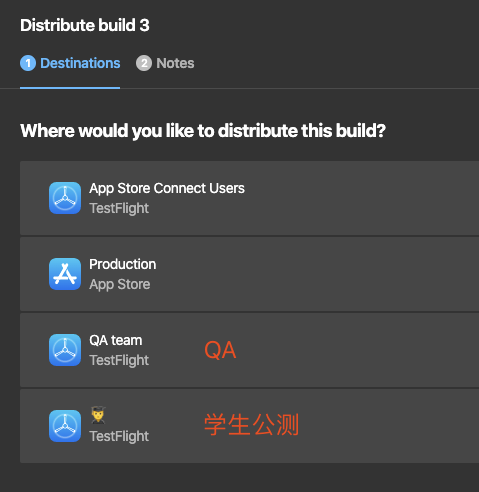 Distribute build 3
1 Destinations 2 Notes
Where would you like to distribute this build?
App Store Connect Users
TestFlight
Production
App Store
QA team
TestFlight
QA
👨‍🎓
TestFlight
学生公测